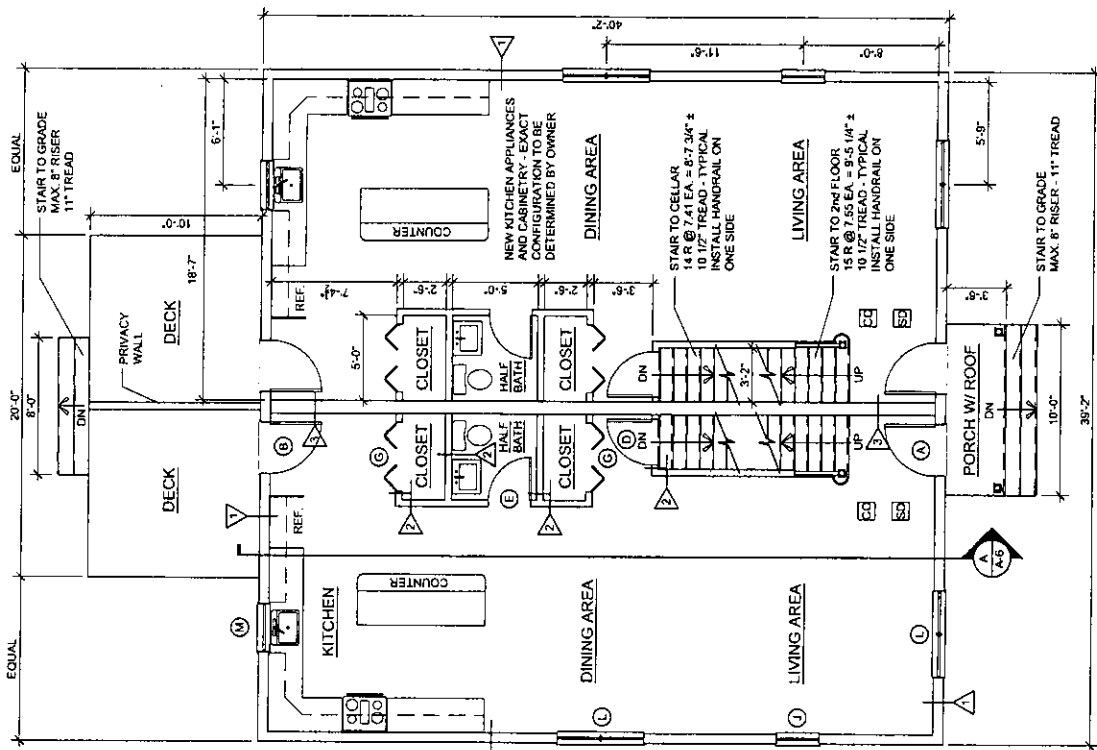 EQUAL
20'-0"
EQUAL
8'-0"
18'-7"
6'-1"
10'-0"
STAIR TO GRADE
MAX. 8" RISER
11" TREAD
DN
DECK
PRIVACY
WALL
DECK
40'-2"
11'-6"
8'-0"
5'-9"
39'-2"
M
B
3
1
REF.
REF.
1
KITCHEN
COUNTER
COUNTER
NEW KITCHEN APPLIANCES
AND CABINETRY - EXACT
CONFIGURATION TO BE
DETERMINED BY OWNER
7'-4½"
2'-6"
5'-0"
2'-6"
3'-6"
5'-0"
G
CLOSET
CLOSET
2
2
E
HALF
BATH
HALF
BATH
2
CLOSET
CLOSET
G
D
DN
DN
2
3'-2"
UP
UP
DINING AREA
DINING AREA
L
STAIR TO CELLAR
14 R @ 7.41 EA. = 8'-7 3/4" ±
10 1/2" TREAD - TYPICAL
INSTALL HANDRAIL ON
ONE SIDE
STAIR TO 2nd FLOOR
15 R @ 7.55 EA. = 9'-5 1/4" ±
10 1/2" TREAD - TYPICAL
INSTALL HANDRAIL ON
ONE SIDE
LIVING AREA
LIVING AREA
J
CO
SD
CO
SD
3
A
L
1
A
A-6
PORCH W/ ROOF
DN
3'-6"
10'-0"
STAIR TO GRADE
MAX. 8" RISER - 11" TREAD